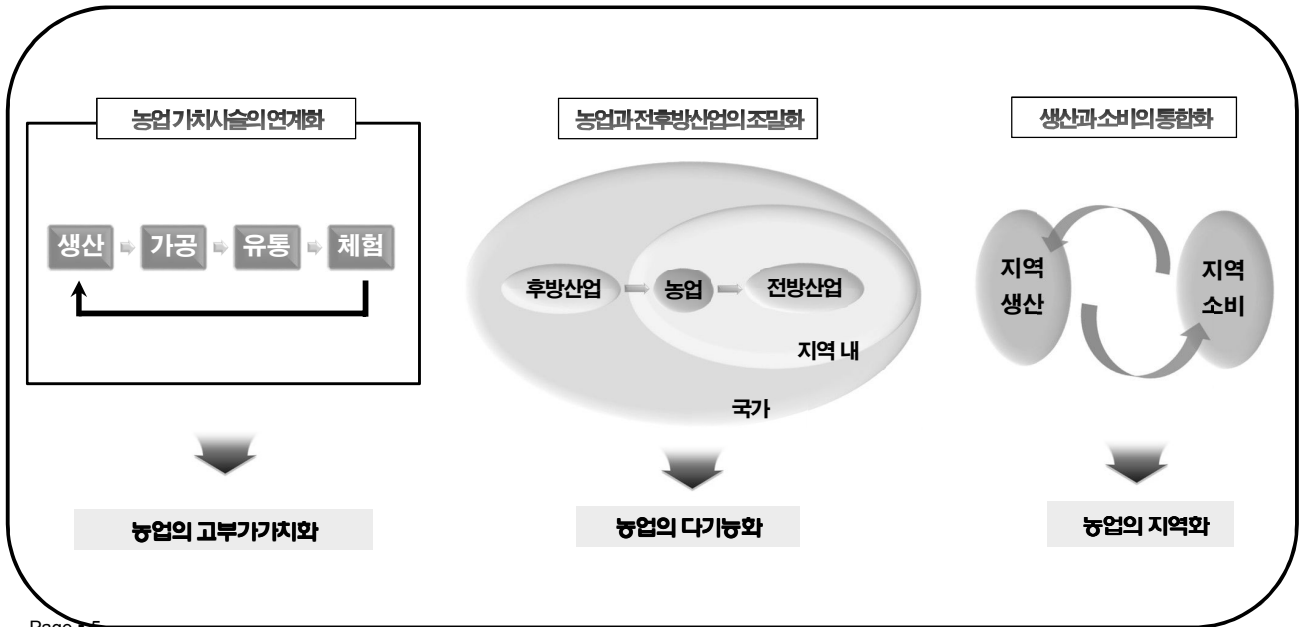 농업 가치사슬의 연계화
생산
가공
유통
체험
농업의 고부가가치화
농업과 전후방산업의 조밀화
후방산업
농업
전방산업
지역 내
국가
농업의 다기능화
생산과 소비의 통합화
지역
생산
지역
소비
농업의 지역화
Page 5